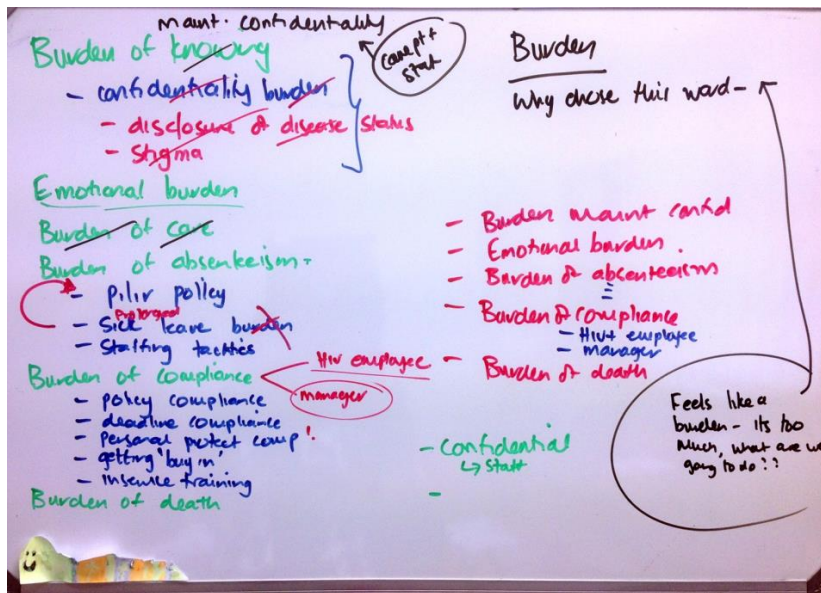 maint. confidentiality
Burden of knowing
- confidentiality burden
- disclosure of disease status
- Stigma
care pt +
staff
Emotional burden
Burden of care
Burden of absenteeism -
- pilir policy
Prolonged
- Sick leave burden
- Staffing tactics
Burden of compliance
HIV employee
manager
- policy compliance
- deadline compliance
- personal protect comp !
- getting 'buy in'
- inservice training
Burden of death
Burden
Why chose this word -
- Burden maint confid
- Emotional burden.
- Burden of absenteeism
- Burden of compliance
- HIV+ employee
- manager
- Burden of death
- Confidential
↳ staff
-
Feels like a
burden - its too
much, what are we
going to do??